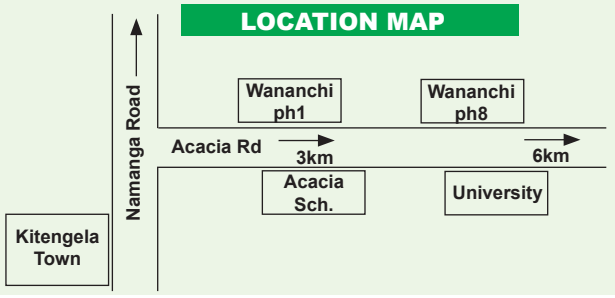 LOCATION MAP
Wananchi
ph1
Wananchi
ph8
Namanga Road
Acacia Rd
3km
6km
Acacia
Sch.
University
Kitengela
Town